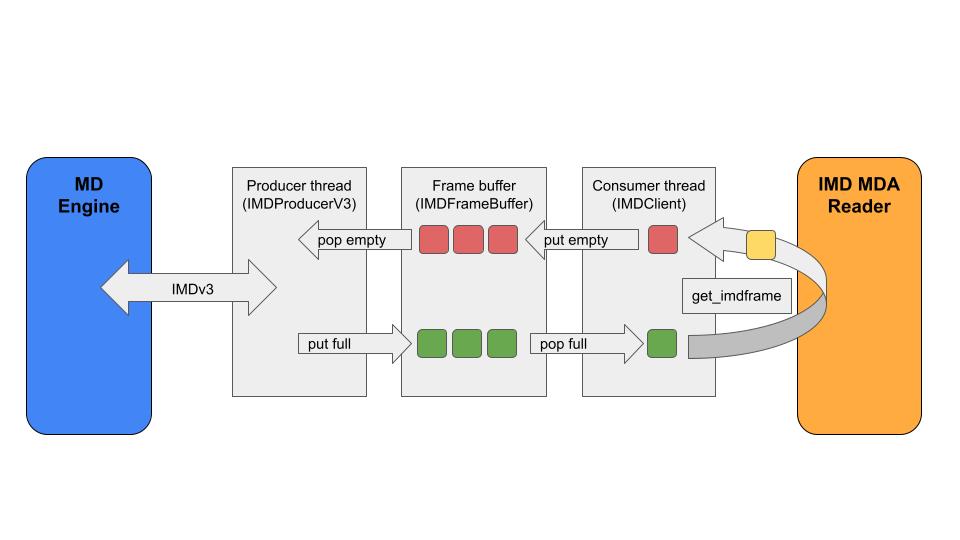 MD
Engine
IMDv3
Producer thread
(IMDProducerV3)
pop empty
put full
Frame buffer
(IMDFrameBuffer)
put empty
pop full
Consumer thread
(IMDClient)
get_imdframe
IMD MDA
Reader